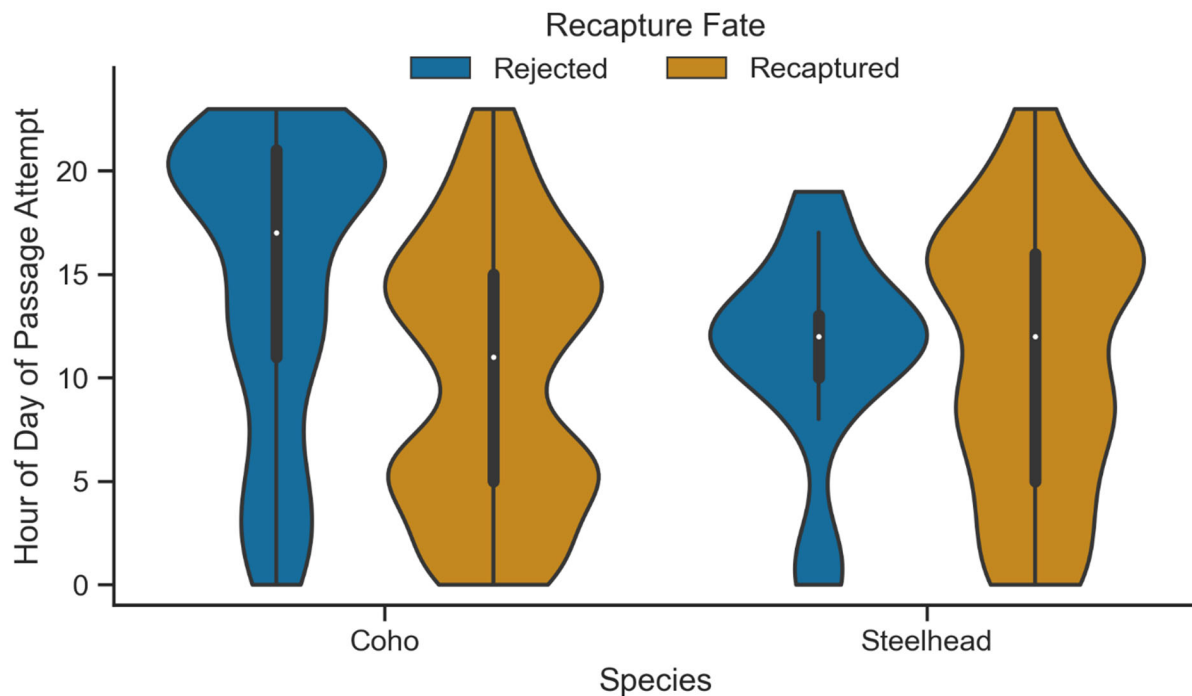 Recapture Fate
Rejected Recaptured
Hour of Day of Passage Attempt
20
15
10
5
0
Coho Steelhead
Species